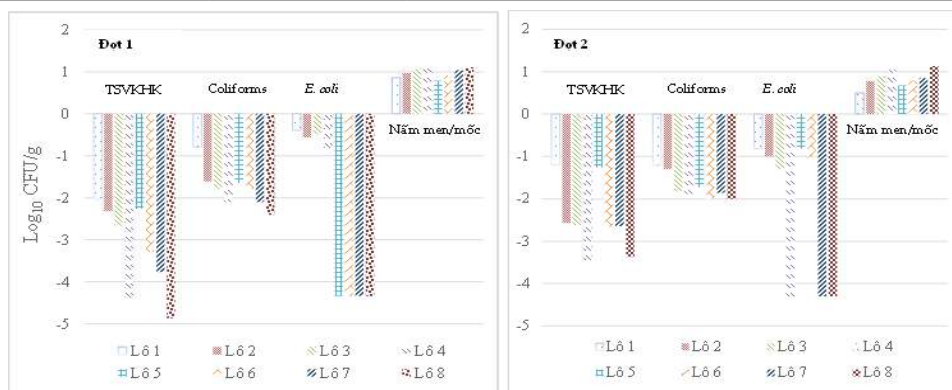 Đợt 1
Log₁₀ CFU/g
2
1
0
-1
-2
-3
-4
-5
TSVKHK
Coliforms
E. coli
Nấm men/mốc
Lô 1
Lô 2
Lô 3
Lô 4
Lô 5
Lô 6
Lô 7
Lô 8
Đợt 2
2
1
0
-1
-2
-3
-4
-5
TSVKHK
Coliforms
E. coli
Nấm men/mốc
Lô 1
Lô 2
Lô 3
Lô 4
Lô 5
Lô 6
Lô 7
Lô 8